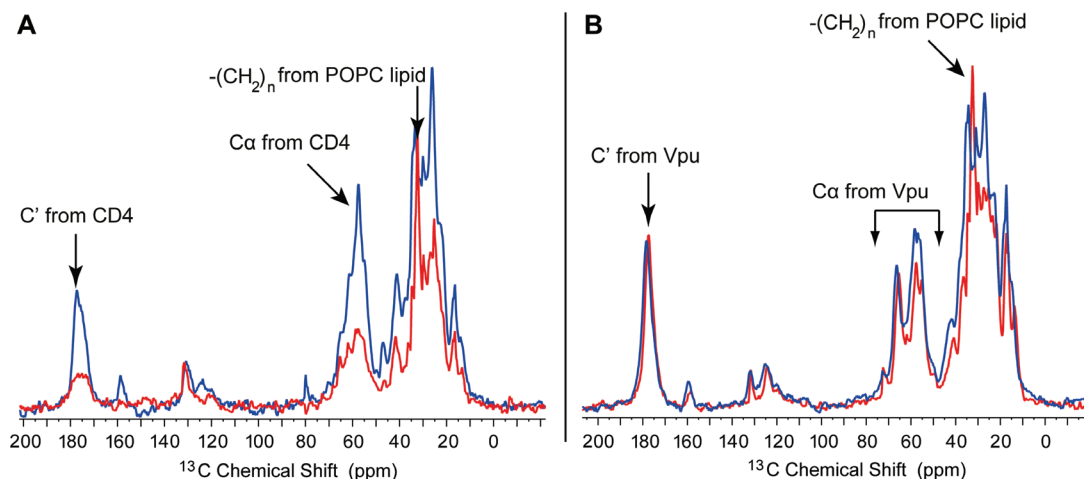 A
-(CH2)n from POPC lipid
Cα from CD4
C’ from CD4
200 180 160 140 120 100 80 60 40 20 0
13C Chemical Shift (ppm)
B
-(CH2)n from POPC lipid
C’ from Vpu
Cα from Vpu
200 180 160 140 120 100 80 60 40 20 0
13C Chemical Shift (ppm)